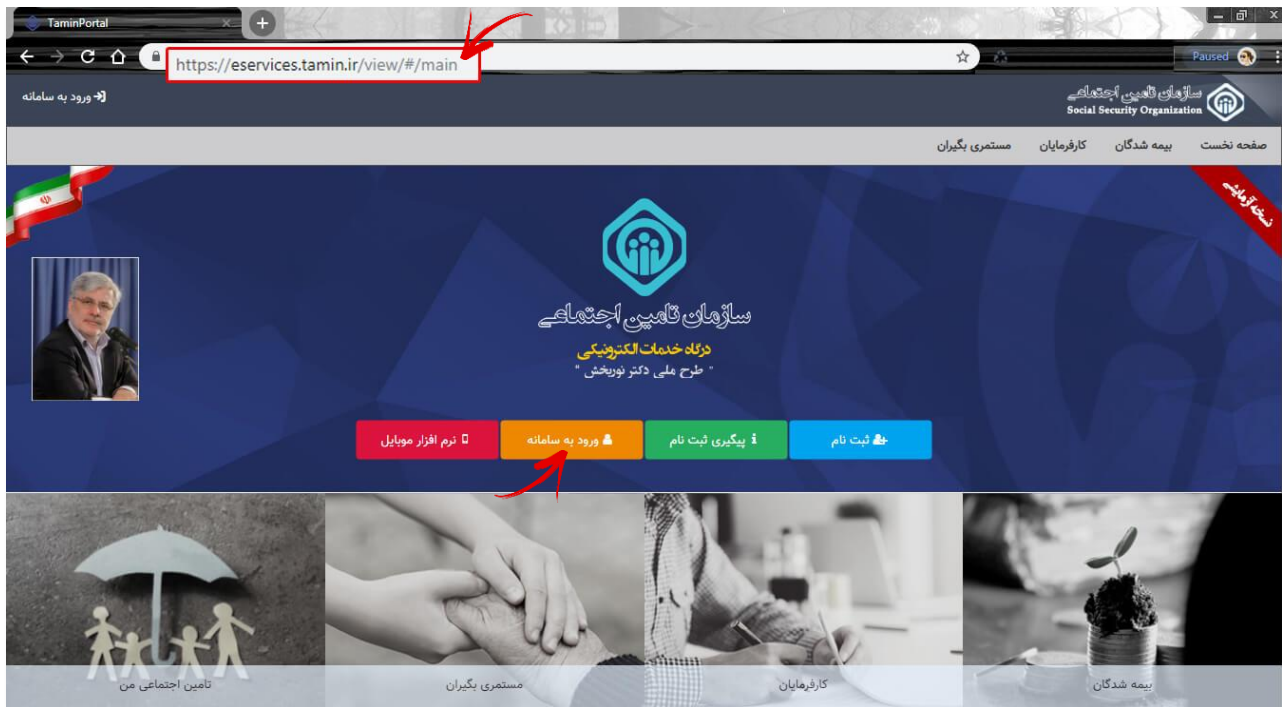 TaminPortal
https://eservices.tamin.ir/view/#/main
Paused
سازمان تامین اجتماعی
Social Security Organization
ورود به سامانه
صفحه نخست
بیمه شدگان
کارفرمایان
مستمری بگیران
نسخه آزمایشی
سازمان تامین اجتماعی
درگاه خدمات الکترونیکی
" طرح ملی دکتر نوربخش "
ثبت نام
پیگیری ثبت نام
ورود به سامانه
نرم افزار موبایل
بیمه شدگان
کارفرمایان
مستمری بگیران
تامین اجتماعی من